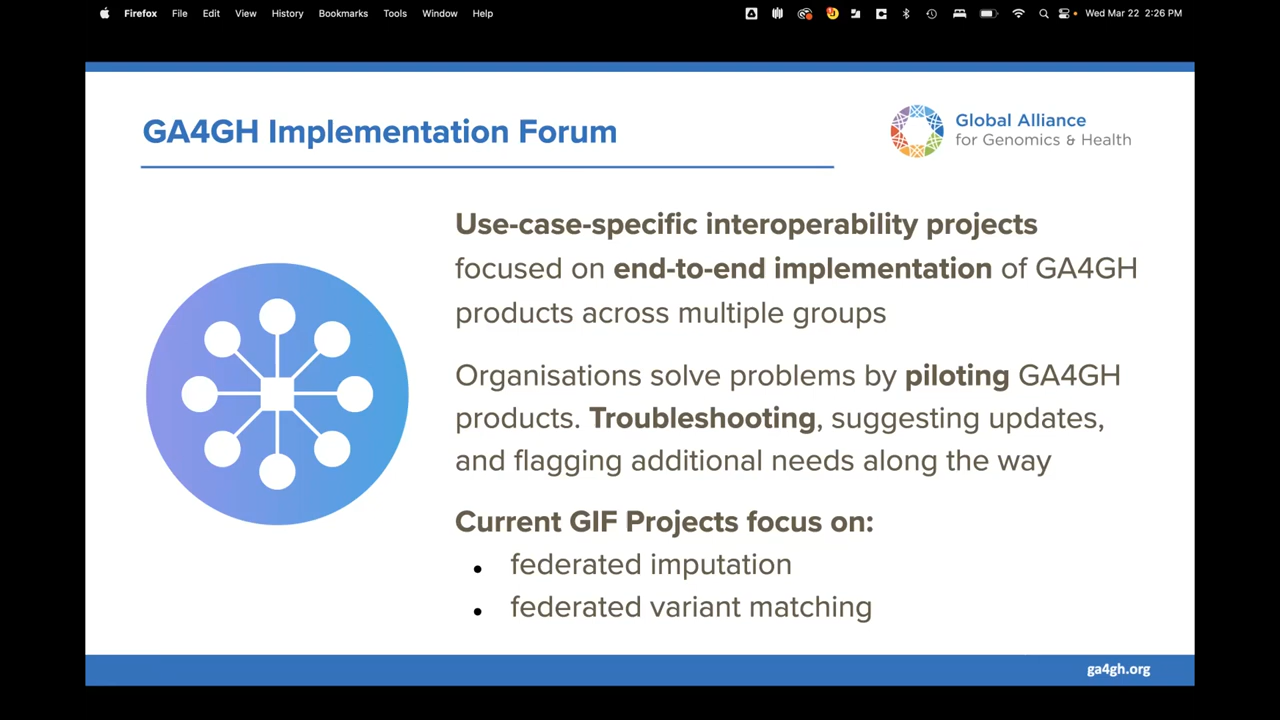 Firefox File Edit View History Bookmarks Tools Window Help Wed Mar 22 2:26 PM
GA4GH Implementation Forum
Global Alliance
for Genomics & Health
Use-case-specific interoperability projects
focused on end-to-end implementation of GA4GH
products across multiple groups
Organisations solve problems by piloting GA4GH
products. Troubleshooting, suggesting updates,
and flagging additional needs along the way
Current GIF Projects focus on:
• federated imputation
• federated variant matching
ga4gh.org